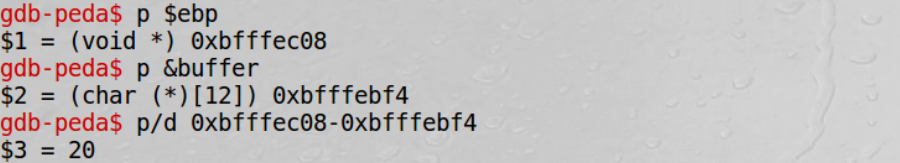 gdb-peda$ p $ebp
$1 = (void *) 0xbfffec08
gdb-peda$ p &buffer
$2 = (char (*)[12]) 0xbfffebf4
gdb-peda$ p/d 0xbfffec08-0xbfffebf4
$3 = 20